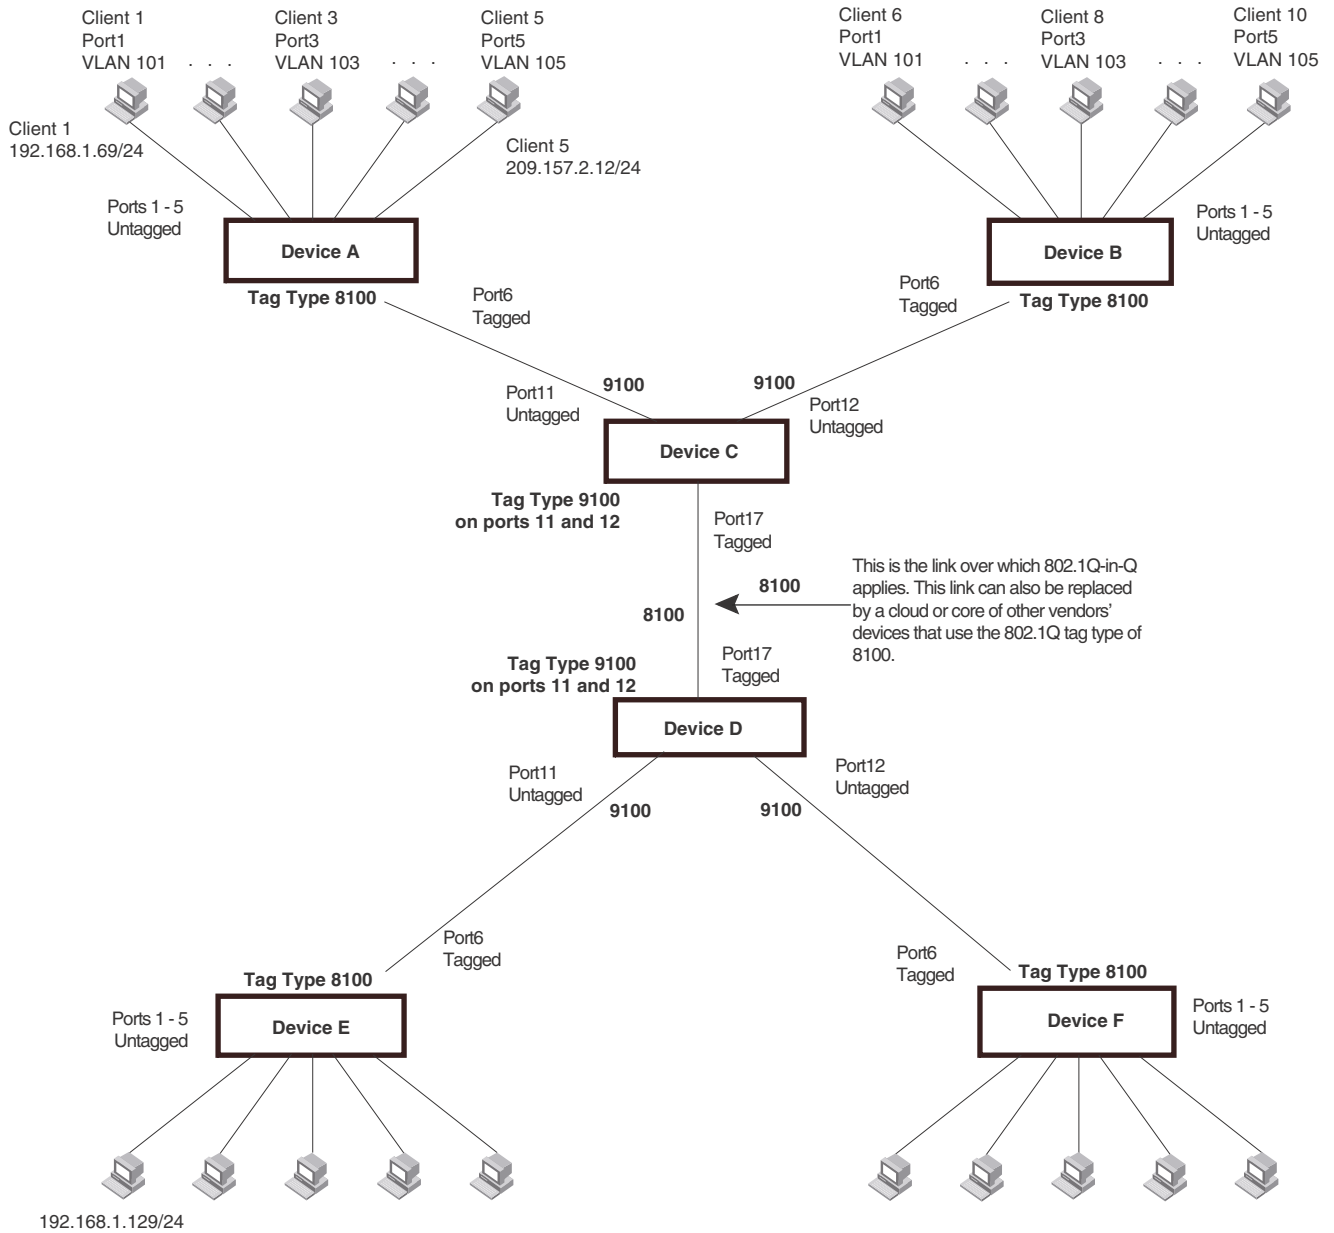 Client 1
Port1
VLAN 101
. . .
Client 3
Port3
VLAN 103
. . .
Client 5
Port5
VLAN 105
Client 6
Port1
VLAN 101
. . .
Client 8
Port3
VLAN 103
. . .
Client 10
Port5
VLAN 105
Client 1
192.168.1.69/24
Client 5
209.157.2.12/24
Ports 1 - 5
Untagged
Device A
Tag Type 8100
Port6
Tagged
Ports 1 - 5
Untagged
Device B
Tag Type 8100
Port6
Tagged
Port11
Untagged
9100
9100
Port12
Untagged
Device C
Tag Type 9100
on ports 11 and 12
Port17
Tagged
8100
8100
This is the link over which 802.1Q-in-Q
applies. This link can also be replaced
by a cloud or core of other vendors'
devices that use the 802.1Q tag type of
8100.
Tag Type 9100
on ports 11 and 12
Port17
Tagged
Device D
Port11
Untagged
9100
9100
Port12
Untagged
Port6
Tagged
Tag Type 8100
Ports 1 - 5
Untagged
Device E
Port6
Tagged
Tag Type 8100
Device F
Ports 1 - 5
Untagged
192.168.1.129/24